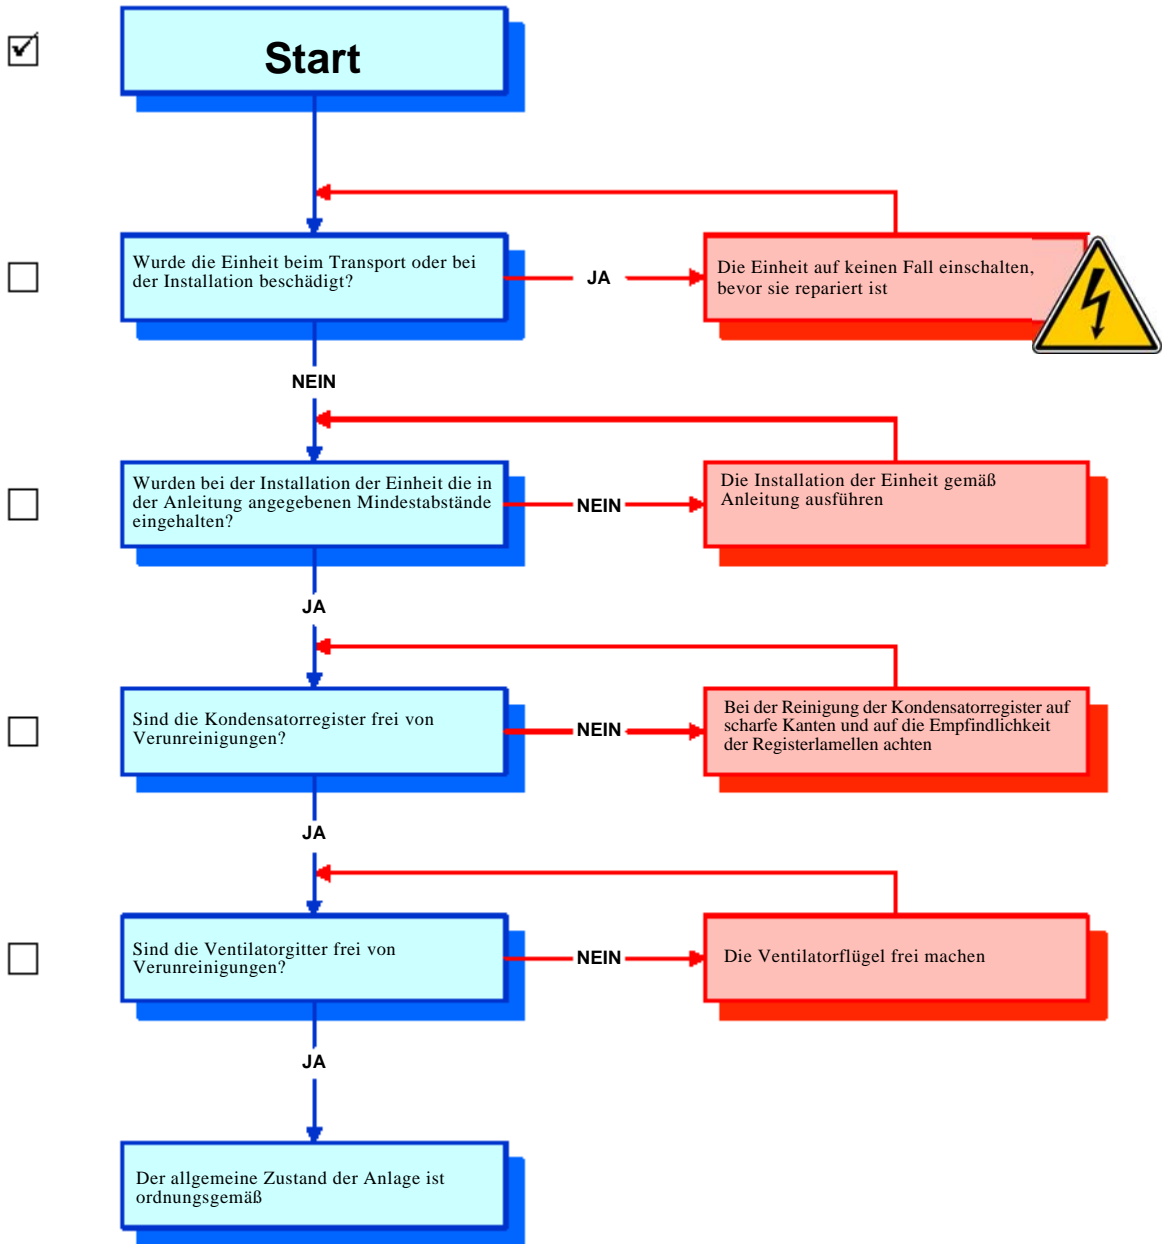 Start
Wurde die Einheit beim Transport oder bei
der Installation beschädigt?
JA
Die Einheit auf keinen Fall einschalten,
bevor sie repariert ist
NEIN
Wurden bei der Installation der Einheit die in
der Anleitung angegebenen Mindestabstände
eingehalten?
NEIN
Die Installation der Einheit gemäß
Anleitung ausführen
JA
Sind die Kondensatorregister frei von
Verunreinigungen?
NEIN
Bei der Reinigung der Kondensatorregister auf
scharfe Kanten und auf die Empfindlichkeit
der Registerlamellen achten
JA
Sind die Ventilatorgitter frei von
Verunreinigungen?
NEIN
Die Ventilatorflügel frei machen
JA
Der allgemeine Zustand der Anlage ist
ordnungsgemäß